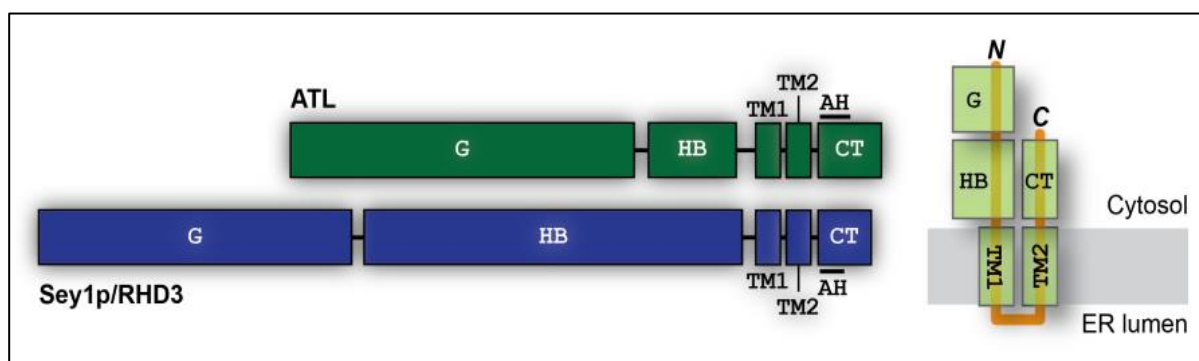 ATL
TM2
TM1 AH
G HB CT
G HB CT
Sey1p/RHD3
TM1 AH
TM2
N
G
C
HB CT
Cytosol
TM1 TM2
ER lumen